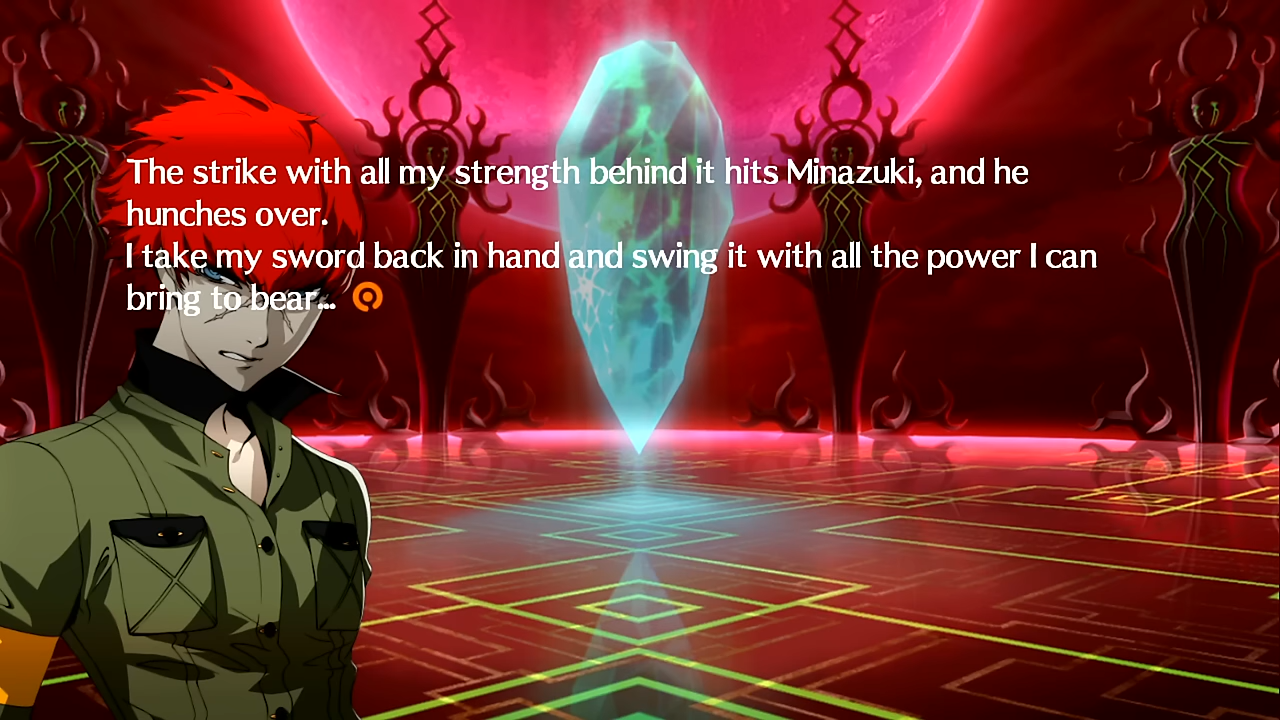 The strike with all my strength behind it hits Minazuki, and he
hunches over.
I take my sword back in hand and swing it with all the power I can
bring to bear...